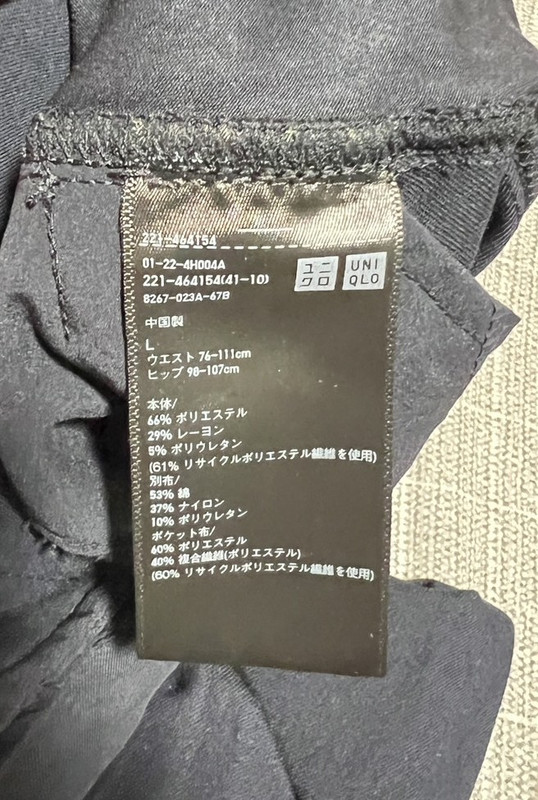 221-464154
01-22-4H004A
221-464154(41-10)
8267-023A-67B
ユニ
クロ
UNI
QLO
中国製
L
ウエスト 76-111cm
ヒップ 98-107cm
本体/
66% ポリエステル
29% レーヨン
5% ポリウレタン
(61% リサイクルポリエステル繊維を使用)
別布/
53% 綿
37% ナイロン
10% ポリウレタン
ポケット布/
60% ポリエステル
40% 複合繊維(ポリエステル)
(60% リサイクルポリエステル繊維を使用)